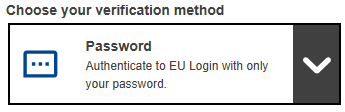 Choose your verification method
Password
Authenticate to EU Login with only
your password.